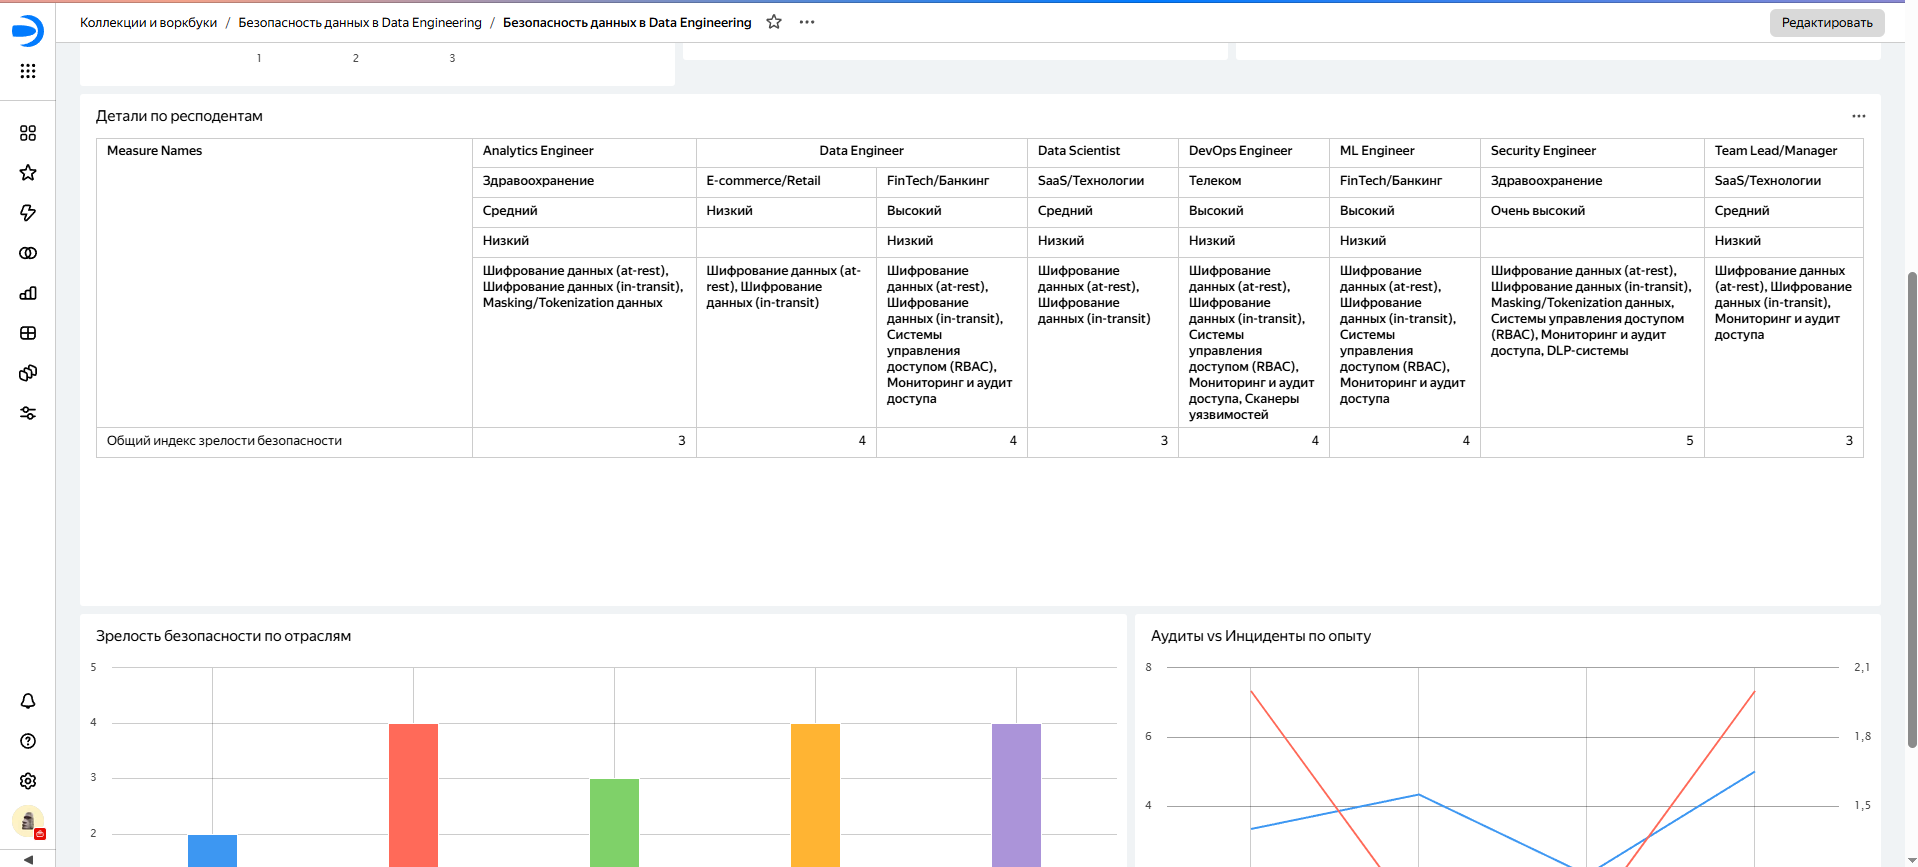 Коллекции и воркбуки / Безопасность данных в Data Engineering / Безопасность данных в Data Engineering
Редактировать
1 2 3
Детали по респодентам
Measure Names
Analytics Engineer
Data Engineer
Data Scientist
DevOps Engineer
ML Engineer
Security Engineer
Team Lead/Manager
Здравоохранение
E-commerce/Retail
FinTech/Банкинг
SaaS/Технологии
Телеком
FinTech/Банкинг
Здравоохранение
SaaS/Технологии
Средний
Низкий
Высокий
Средний
Высокий
Высокий
Очень высокий
Средний
Низкий
Низкий
Низкий
Низкий
Низкий
Низкий
Шифрование данных (at-rest),
Шифрование данных (in-transit),
Masking/Tokenization данных
Шифрование данных (at-
rest), Шифрование
данных (in-transit)
Шифрование
данных (at-rest),
Шифрование
данных (in-transit),
Системы
управления
доступом (RBAC),
Мониторинг и аудит
доступа
Шифрование
данных (at-rest),
Шифрование
данных (in-transit)
Шифрование
данных (at-rest),
Шифрование
данных (in-transit),
Системы
управления
доступом (RBAC),
Мониторинг и аудит
доступа, Сканеры
уязвимостей
Шифрование
данных (at-rest),
Шифрование
данных (in-transit),
Системы
управления
доступом (RBAC),
Мониторинг и аудит
доступа
Шифрование данных (at-rest),
Шифрование данных (in-transit),
Masking/Tokenization данных,
Системы управления доступом
(RBAC), Мониторинг и аудит
доступа, DLP-системы
Шифрование данных
(at-rest), Шифрование
данных (in-transit),
Мониторинг и аудит
доступа
Общий индекс зрелости безопасности
3
4
4
3
4
4
5
3
Зрелость безопасности по отраслям
5
4
3
2
Аудиты vs Инциденты по опыту
8
6
4
2,1
1,8
1,5